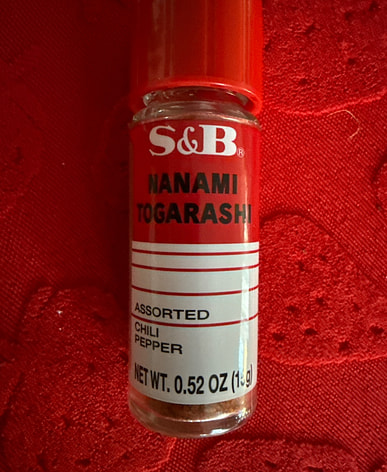 S&B®
NANAMI
TOGARASHI
ASSORTED
CHILI
PEPPER
NET WT. 0.52 OZ